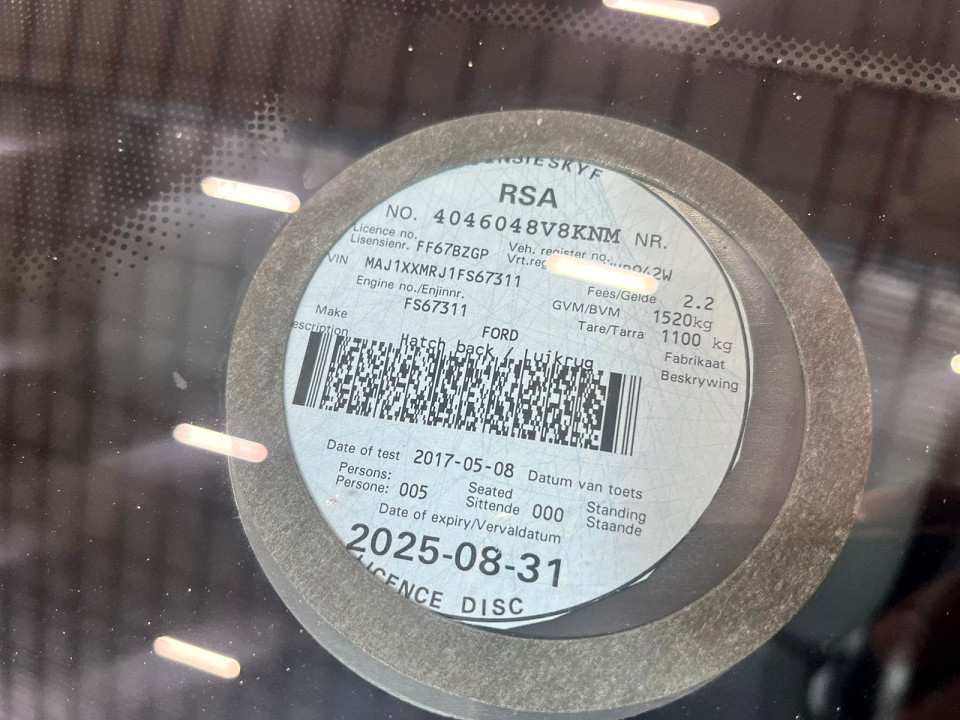 NSIESKYF
RSA
NO. 4046048V8KNM NR.
Licence no. Veh. register no.
Lisensienr. FF67BZGP
VIN MAJ1XXMRJ1FS67311
Engine no./Enjinnr. FS67311
Fees/Gelde 2.2
GVM/BVM 1520kg
Tare/Tarra 1100 kg
Make FORD Fabrikaat
escription Hatch back / Luikrug Beskrywing
Date of test 2017-05-08 Datum van toets
Persons: Seated Standing
Persone: 005 Sittende 000 Staande
Date of expiry/Vervaldatum
2025-08-31
LICENCE DISC